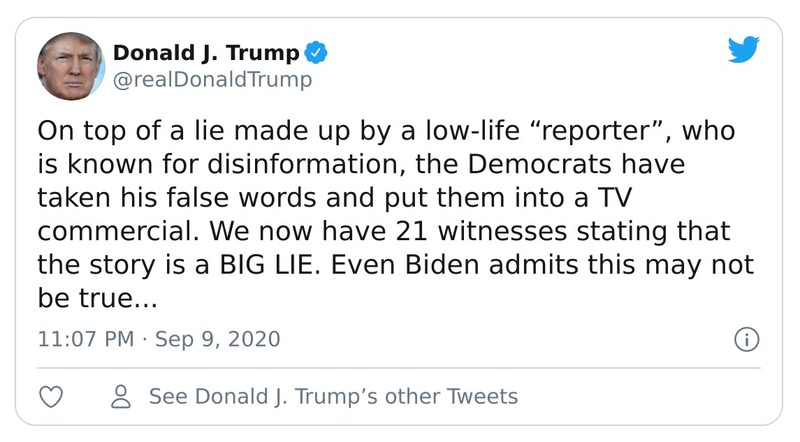 Donald J. Trump
@realDonaldTrump
On top of a lie made up by a low-life “reporter”, who
is known for disinformation, the Democrats have
taken his false words and put them into a TV
commercial. We now have 21 witnesses stating that
the story is a BIG LIE. Even Biden admits this may not
be true...
11:07 PM · Sep 9, 2020
See Donald J. Trump’s other Tweets